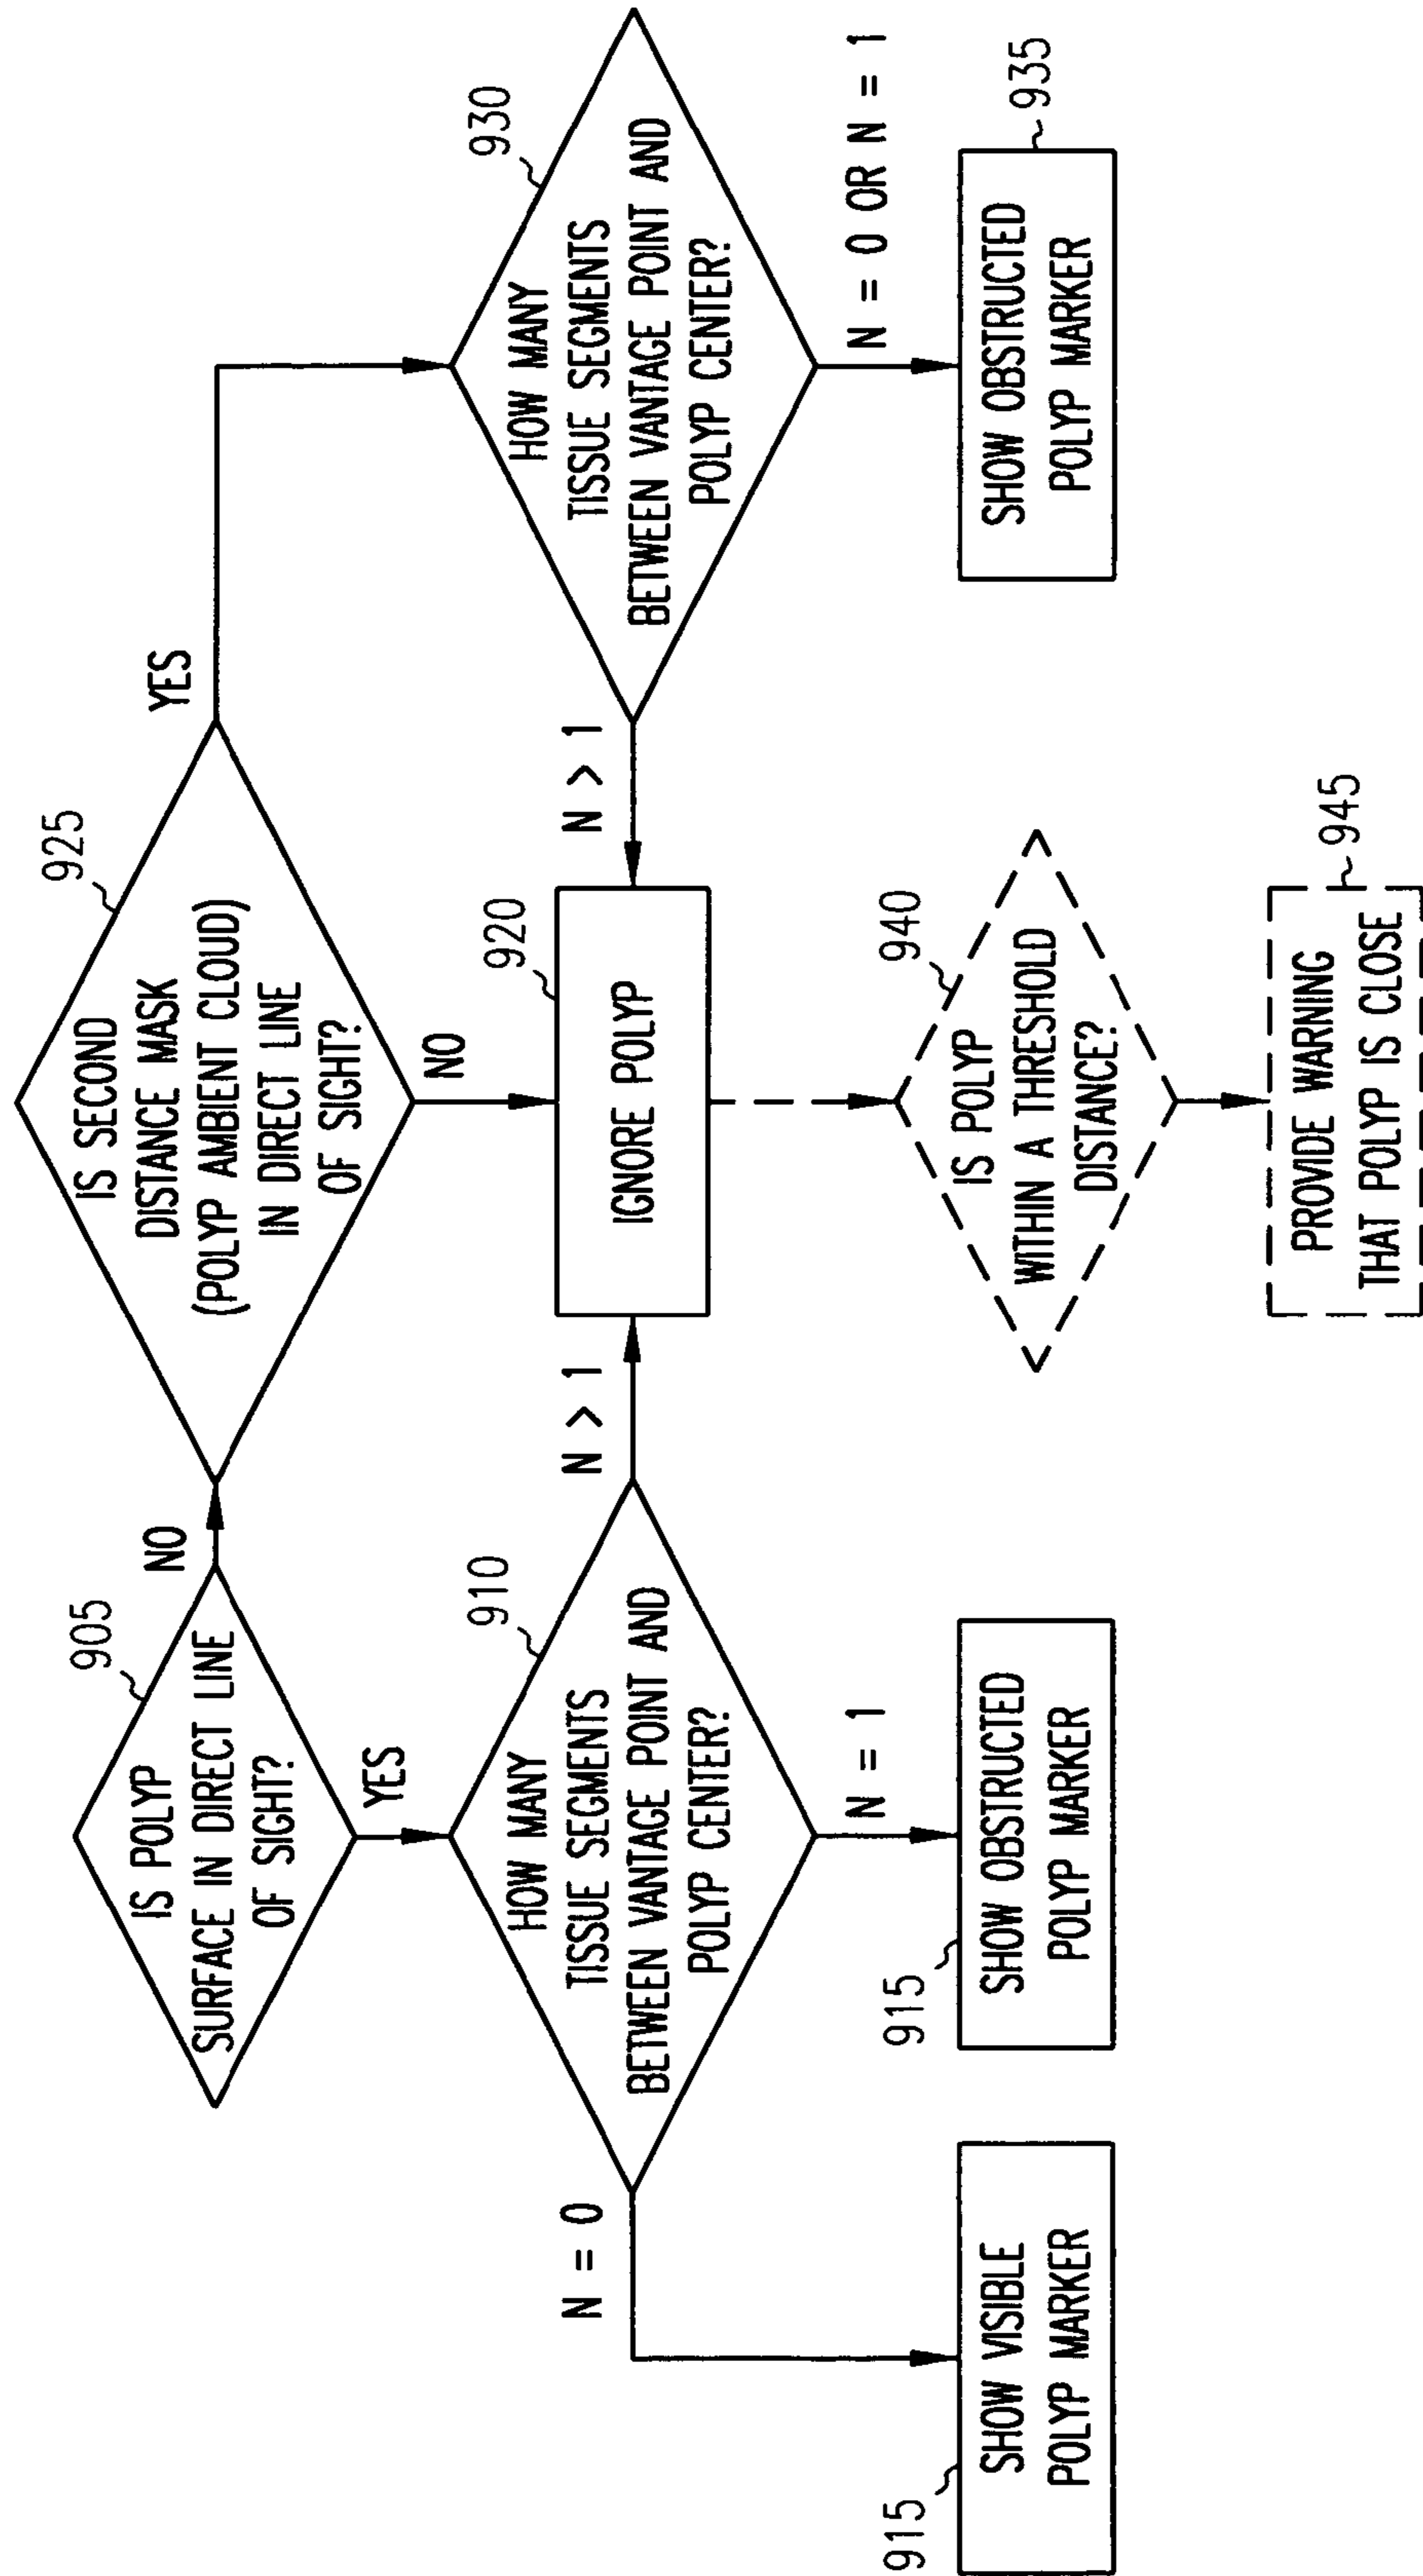 905
IS POLYP
SURFACE IN DIRECT LINE
OF SIGHT?
NO
YES
925
IS SECOND
DISTANCE MASK
(POLYP AMBIENT CLOUD)
IN DIRECT LINE
OF SIGHT?
YES
NO
910
HOW MANY
TISSUE SEGMENTS
BETWEEN VANTAGE POINT AND
POLYP CENTER?
N = 0
N = 1
N > 1
920
IGNORE POLYP
N > 1
930
HOW MANY
TISSUE SEGMENTS
BETWEEN VANTAGE POINT AND
POLYP CENTER?
N = 0 OR N = 1
915
SHOW VISIBLE
POLYP MARKER
915
SHOW OBSTRUCTED
POLYP MARKER
940
IS POLYP
WITHIN A THRESHOLD
DISTANCE?
935
SHOW OBSTRUCTED
POLYP MARKER
945
PROVIDE WARNING
THAT POLYP IS CLOSE